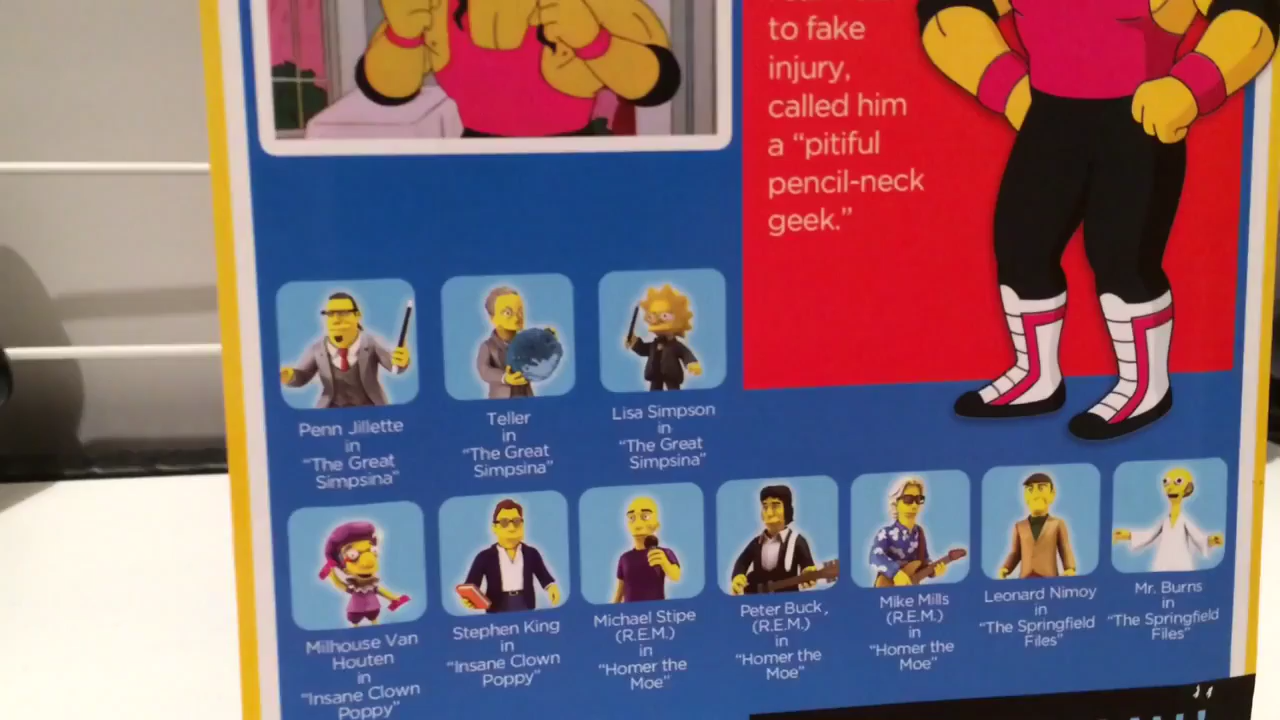 to fake
injury,
called him
a “pitiful
pencil-neck
geek.”
Penn Jillette
in
"The Great
Simpsina"
Teller
in
"The Great
Simpsina"
Lisa Simpson
in
"The Great
Simpsina"
Milhouse Van
Houten
in
"Insane Clown
Poppy"
Stephen King
in
"Insane Clown
Poppy"
Michael Stipe
(R.E.M.)
in
"Homer the
Moe"
Peter Buck,
(R.E.M.)
in
"Homer the
Moe"
Mike Mills
(R.E.M.)
in
"Homer the
Moe"
Leonard Nimoy
in
"The Springfield
Files"
Mr. Burns
in
"The Springfield
Files"